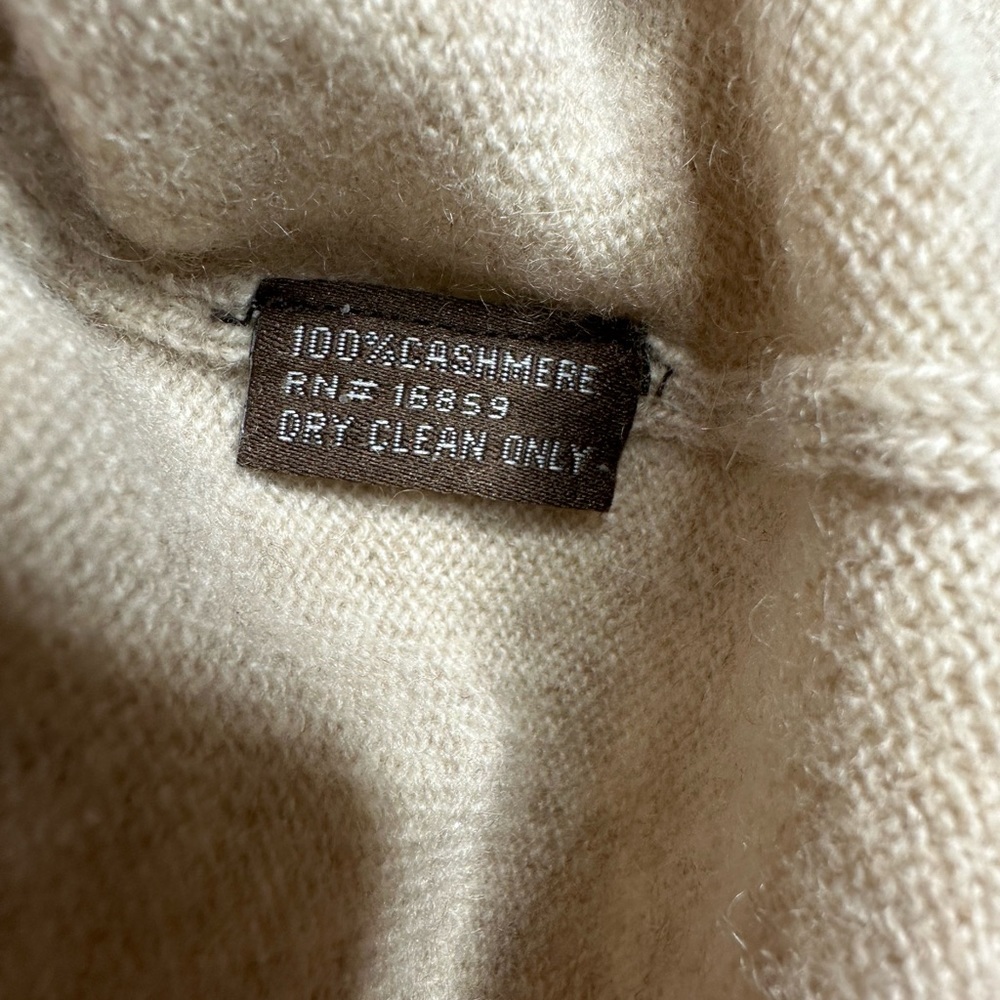 100%CASHMERE
RN# 16859
DRY CLEAN ONLY